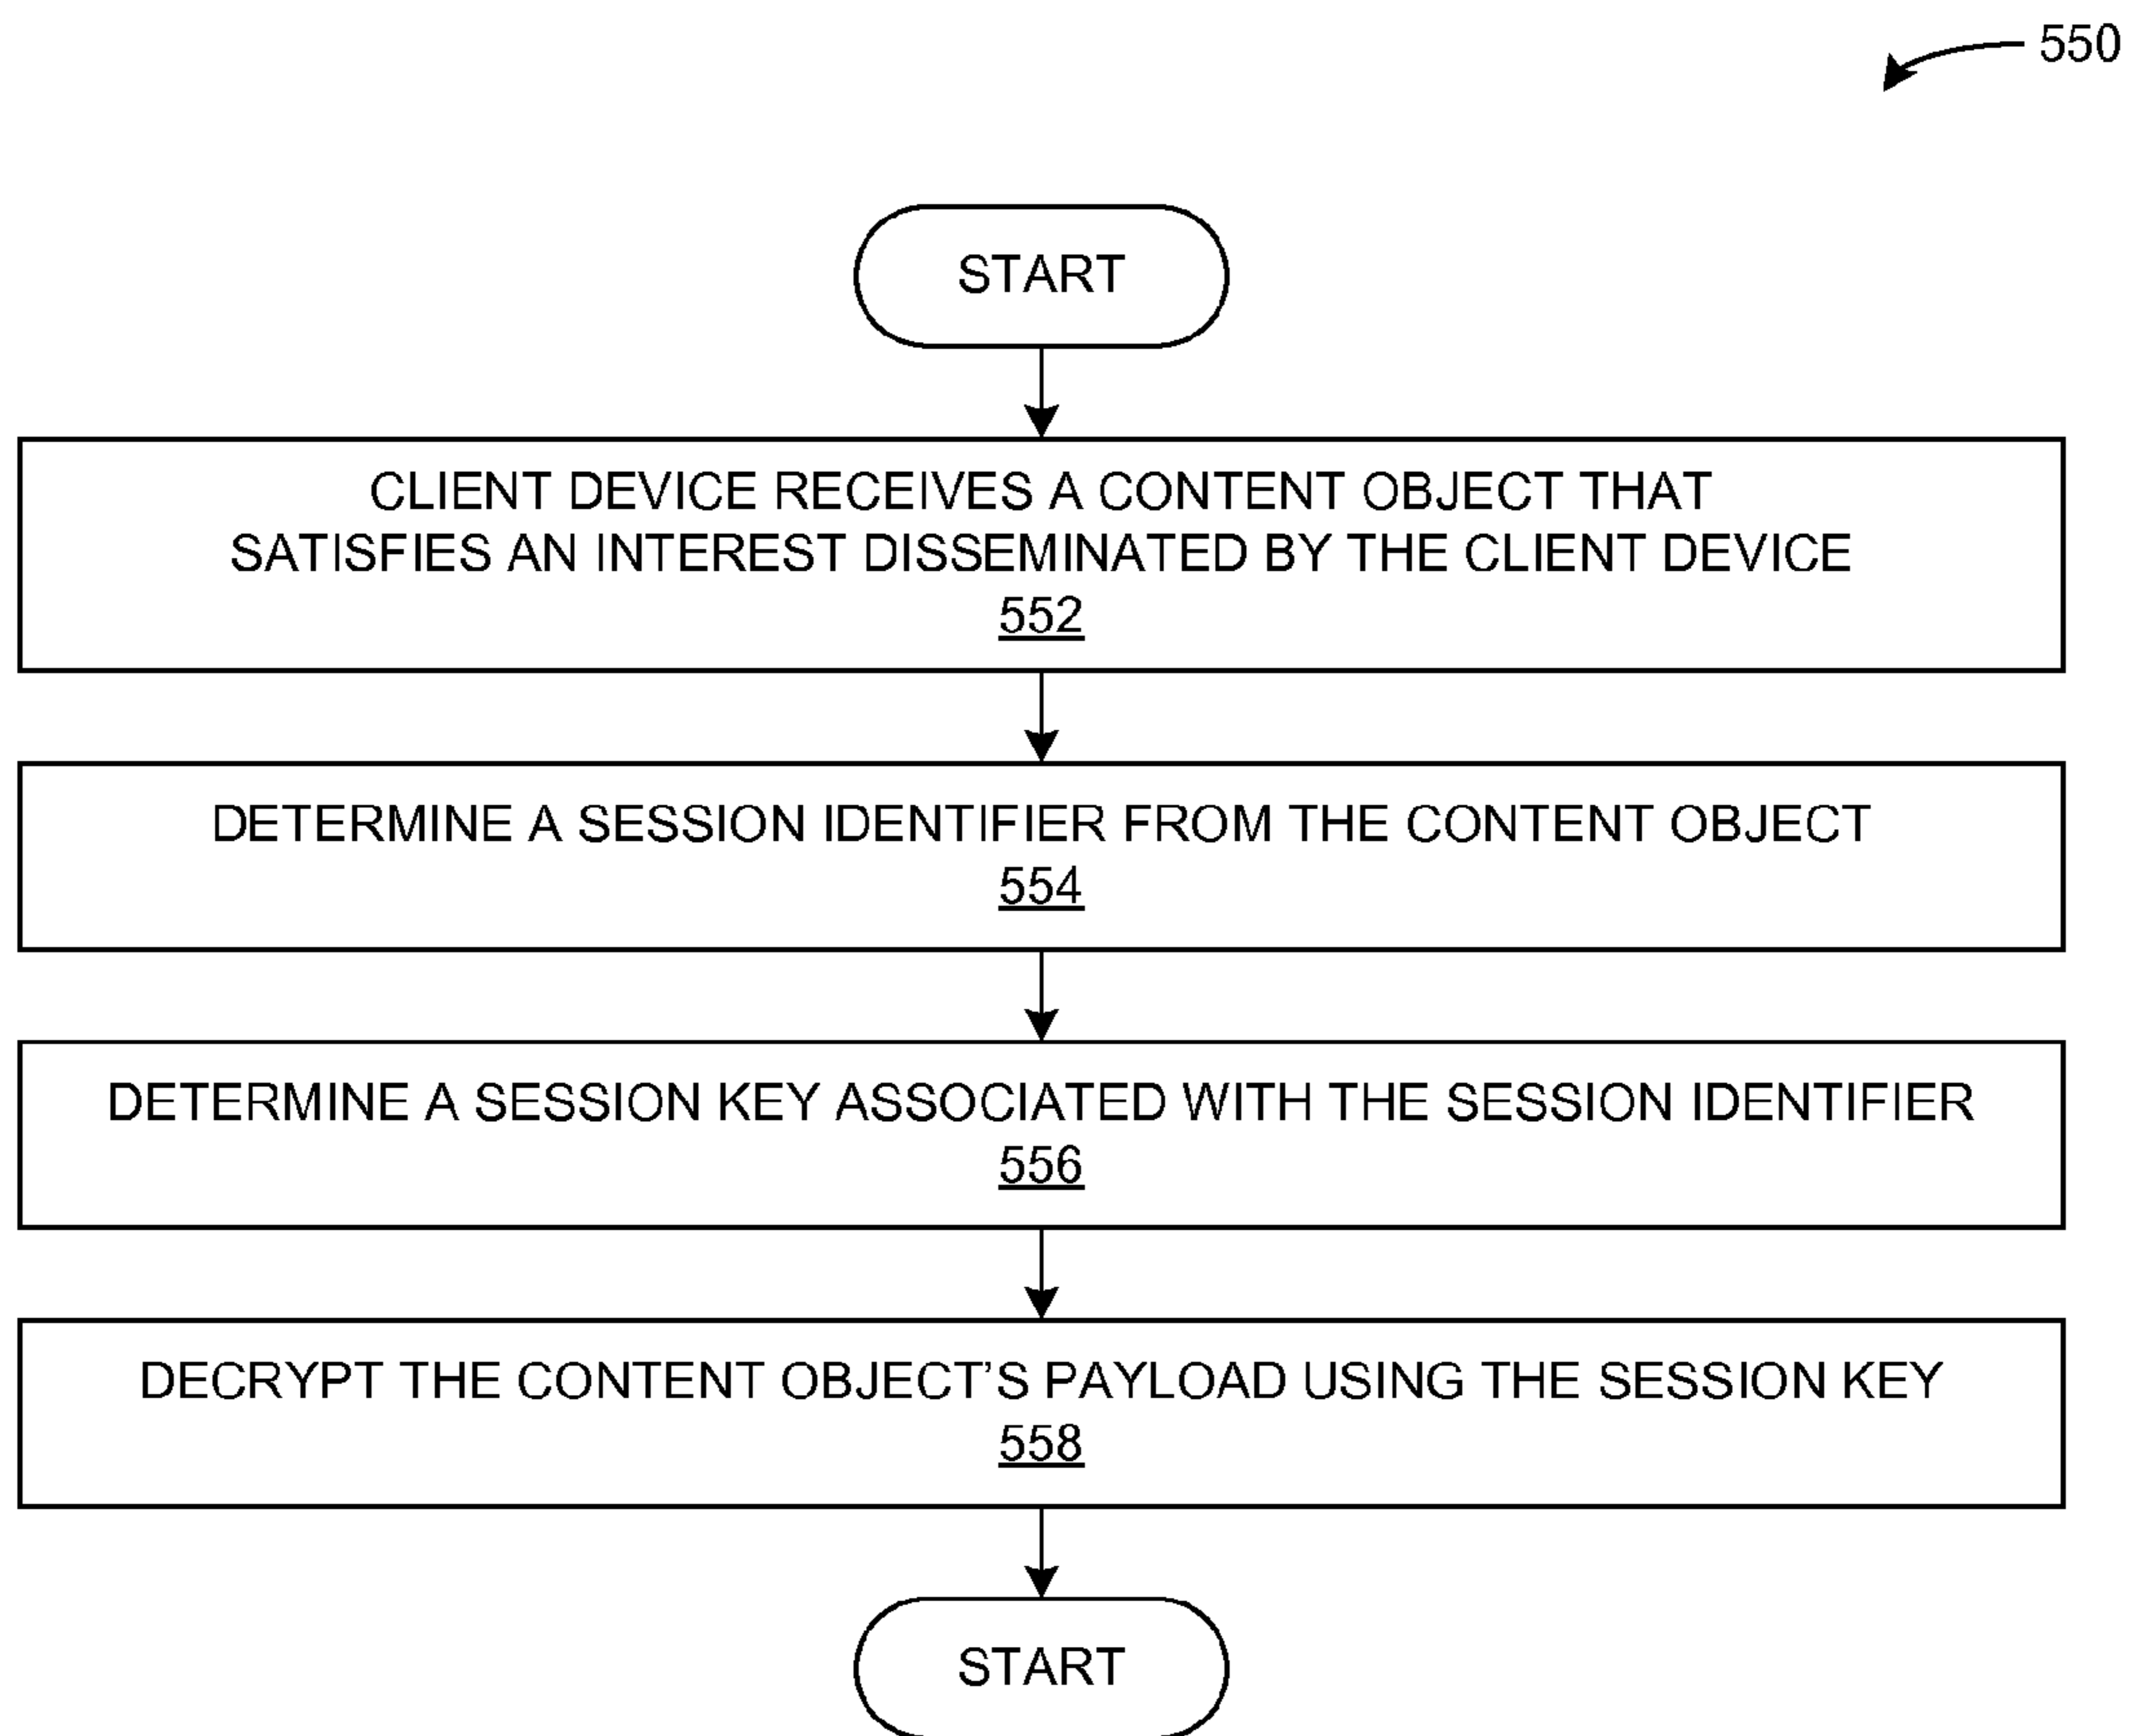 550
START
CLIENT DEVICE RECEIVES A CONTENT OBJECT THAT
SATISFIES AN INTEREST DISSEMINATED BY THE CLIENT DEVICE
552
DETERMINE A SESSION IDENTIFIER FROM THE CONTENT OBJECT
554
DETERMINE A SESSION KEY ASSOCIATED WITH THE SESSION IDENTIFIER
556
DECRYPT THE CONTENT OBJECT'S PAYLOAD USING THE SESSION KEY
558
START